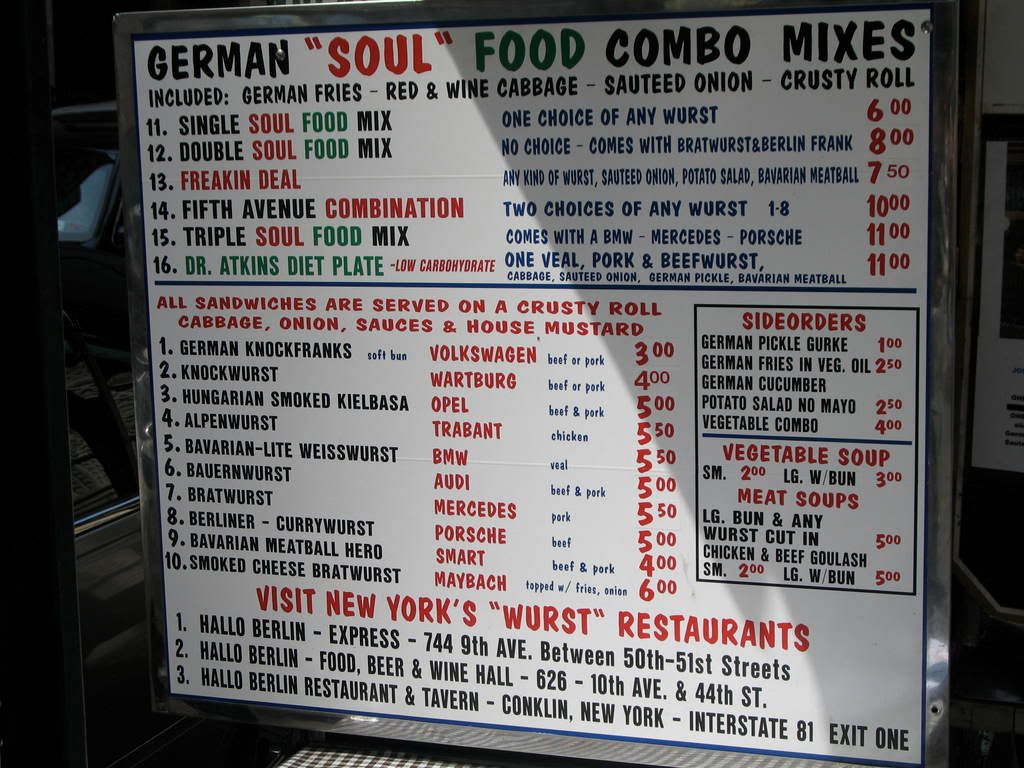 GERMAN "SOUL" FOOD COMBO MIXES
INCLUDED: GERMAN FRIES - RED & WINE CABBAGE - SAUTEED ONION - CRUSTY ROLL
11. SINGLE SOUL FOOD MIX ONE CHOICE OF ANY WURST 6 00
12. DOUBLE SOUL FOOD MIX NO CHOICE - COMES WITH BRATWURST&BERLIN FRANK 8 00
13. FREAKIN DEAL ANY KIND OF WURST, SAUTEED ONION, POTATO SALAD, BAVARIAN MEATBALL 7 50
14. FIFTH AVENUE COMBINATION TWO CHOICES OF ANY WURST 1-8 10 00
15. TRIPLE SOUL FOOD MIX COMES WITH A BMW - MERCEDES - PORSCHE 11 00
16. DR. ATKINS DIET PLATE -LOW CARBOHYDRATE ONE VEAL, PORK & BEEFWURST, 11 00
CABBAGE, SAUTEED ONION, GERMAN PICKLE, BAVARIAN MEATBALL
ALL SANDWICHES ARE SERVED ON A CRUSTY ROLL
CABBAGE, ONION, SAUCES & HOUSE MUSTARD
1. GERMAN KNOCKFRANKS soft bun VOLKSWAGEN beef or pork 3 00
2. KNOCKWURST WARTBURG beef or pork 4 00
3. HUNGARIAN SMOKED KIELBASA OPEL beef & pork 5 00
4. ALPENWURST TRABANT chicken 5 50
5. BAVARIAN-LITE WEISSWURST BMW veal 5 50
6. BAUERNWURST AUDI beef & pork 5 00
7. BRATWURST MERCEDES pork 5 50
8. BERLINER - CURRYWURST PORSCHE beef 5 00
9. BAVARIAN MEATBALL HERO SMART beef & pork 4 00
10. SMOKED CHEESE BRATWURST MAYBACH topped w/ fries, onion 6 00
SIDEORDERS
GERMAN PICKLE GURKE 1 00
GERMAN FRIES IN VEG. OIL 2 50
GERMAN CUCUMBER
POTATO SALAD NO MAYO 2 50
VEGETABLE COMBO 4 00
VEGETABLE SOUP
SM. 2 00 LG. W/BUN 3 00
MEAT SOUPS
LG. BUN & ANY
WURST CUT IN 5 00
CHICKEN & BEEF GOULASH
SM. 2 00 LG. W/BUN 5 00
VISIT NEW YORK'S "WURST" RESTAURANTS
1. HALLO BERLIN - EXPRESS - 744 9th AVE. Between 50th-51st Streets
2. HALLO BERLIN - FOOD, BEER & WINE HALL - 626 - 10th AVE. & 44th ST.
3. HALLO BERLIN RESTAURANT & TAVERN - CONKLIN, NEW YORK - INTERSTATE 81 EXIT ONE